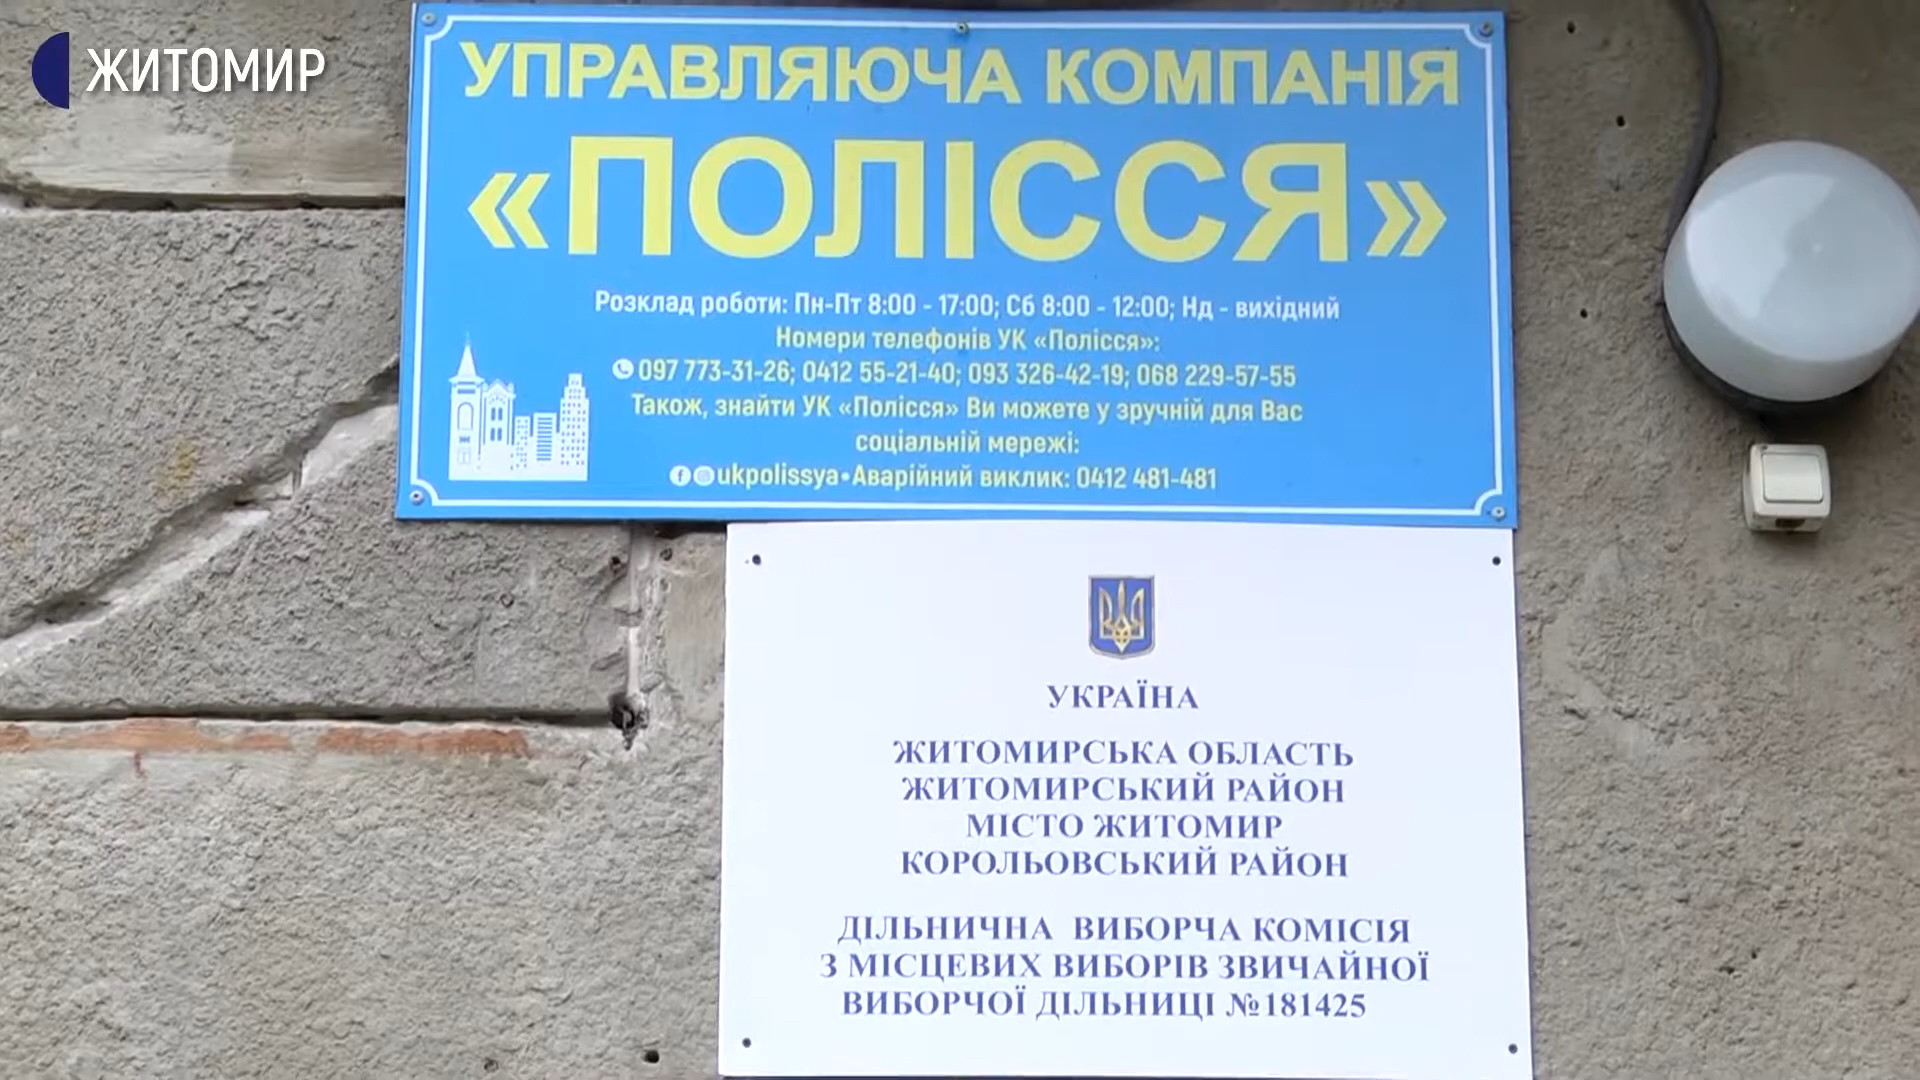 ЖИТОМИР
УПРАВЛЯЮЧА КОМПАНІЯ
«ПОЛІССЯ»
Розклад роботи: Пн-Пт 8:00 - 17:00; Сб 8:00 - 12:00; Нд - вихідний
Номери телефонів УК «Полісся»:
097 773-31-26; 0412 55-21-40; 093 326-42-19; 068 229-57-55
Також, знайти УК «Полісся» Ви можете у зручній для Вас
соціальній мережі:
ukpolissya•Аварійний виклик: 0412 481-481
УКРАЇНА
ЖИТОМИРСЬКА ОБЛАСТЬ
ЖИТОМИРСЬКИЙ РАЙОН
МІСТО ЖИТОМИР
КОРОЛЬОВСЬКИЙ РАЙОН
ДІЛЬНИЧНА ВИБОРЧА КОМІСІЯ
З МІСЦЕВИХ ВИБОРІВ ЗВИЧАЙНОЇ
ВИБОРЧОЇ ДІЛЬНИЦІ №181425